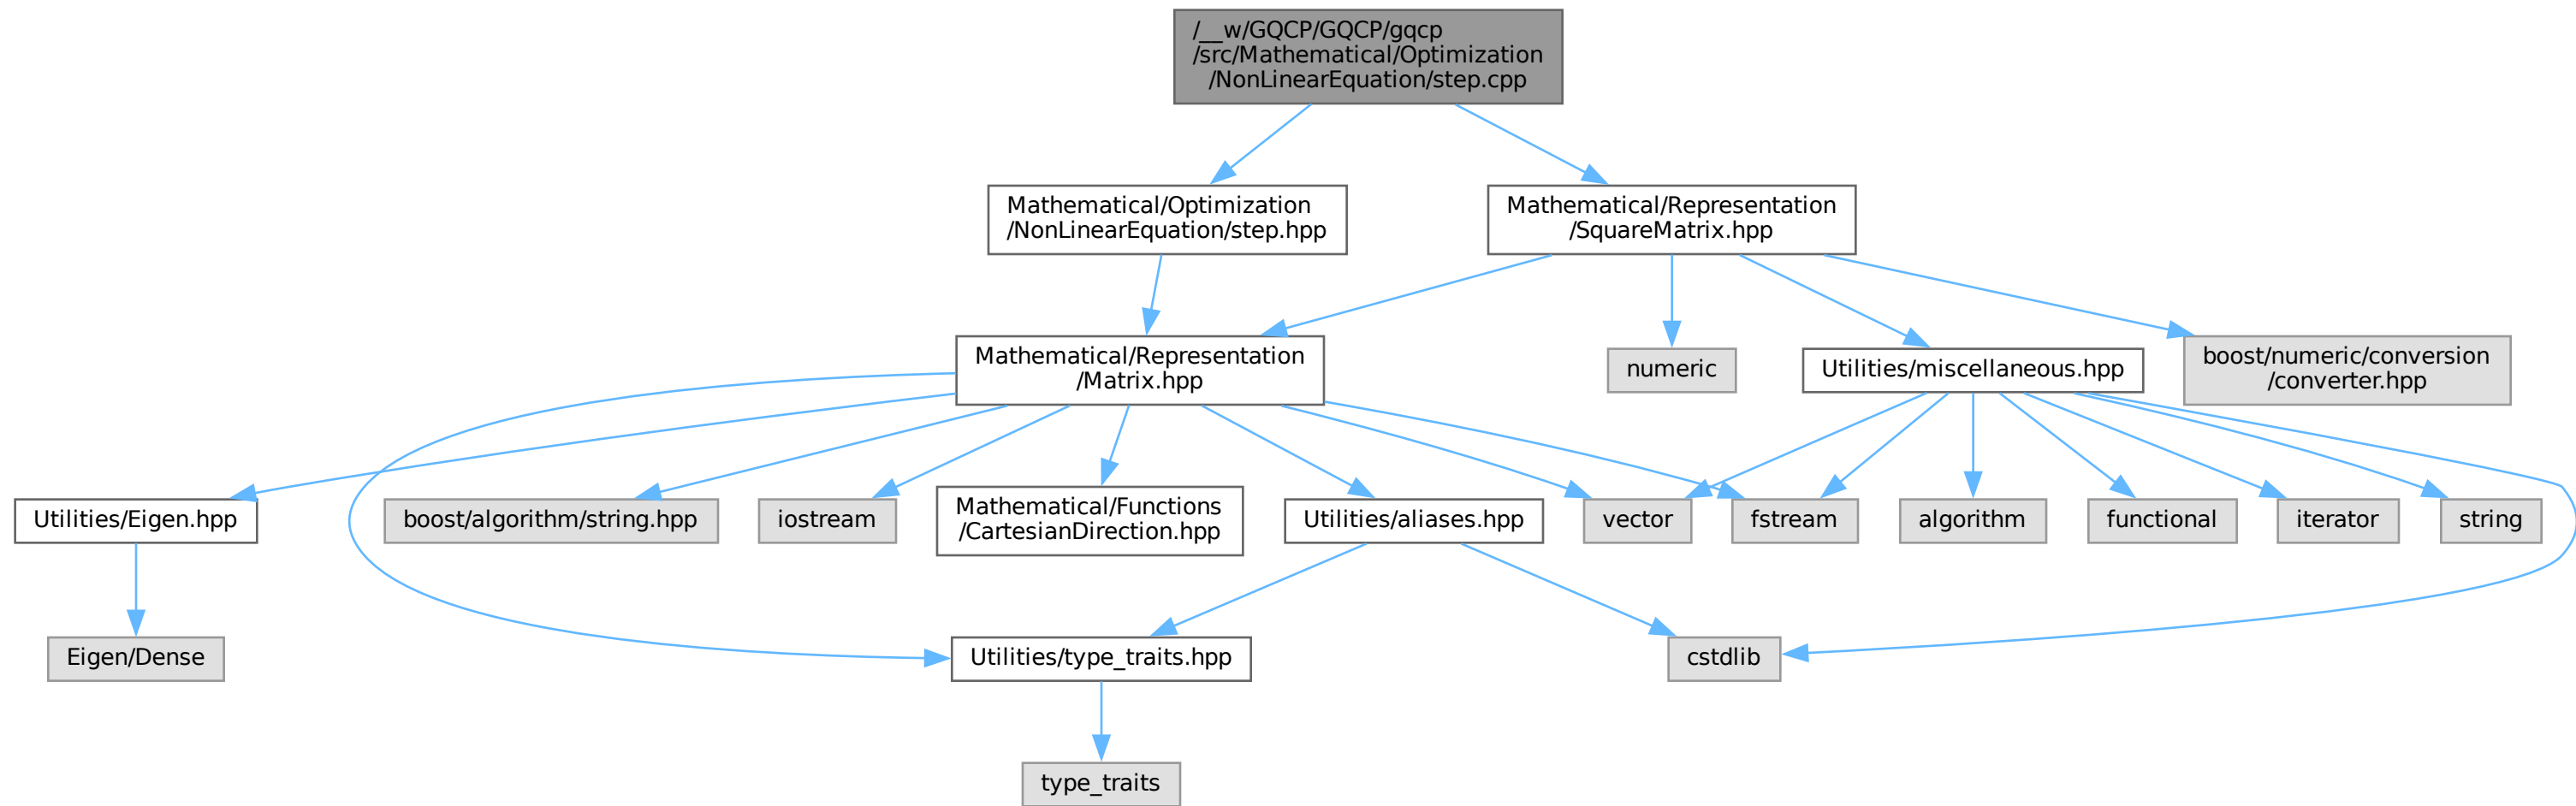 /__w/GQCP/GQCP/gqcp
/src/Mathematical/Optimization
/NonLinearEquation/step.cpp
Mathematical/Optimization
/NonLinearEquation/step.hpp
Mathematical/Representation
/SquareMatrix.hpp
Mathematical/Representation
/Matrix.hpp
numeric
Utilities/miscellaneous.hpp
boost/numeric/conversion
/converter.hpp
Utilities/Eigen.hpp
boost/algorithm/string.hpp
iostream
Mathematical/Functions
/CartesianDirection.hpp
Utilities/aliases.hpp
vector
fstream
algorithm
functional
iterator
string
Eigen/Dense
Utilities/type_traits.hpp
cstdlib
type_traits